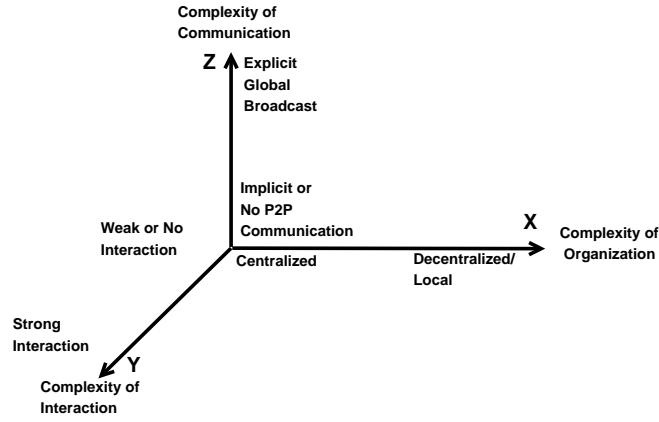 Complexity of
Communication
Z
Explicit
Global
Broadcast
Implicit or
No P2P
Communication
Weak or No
Interaction
X
Complexity of
Organization
Centralized
Decentralized/
Local
Strong
Interaction
Y
Complexity of
Interaction